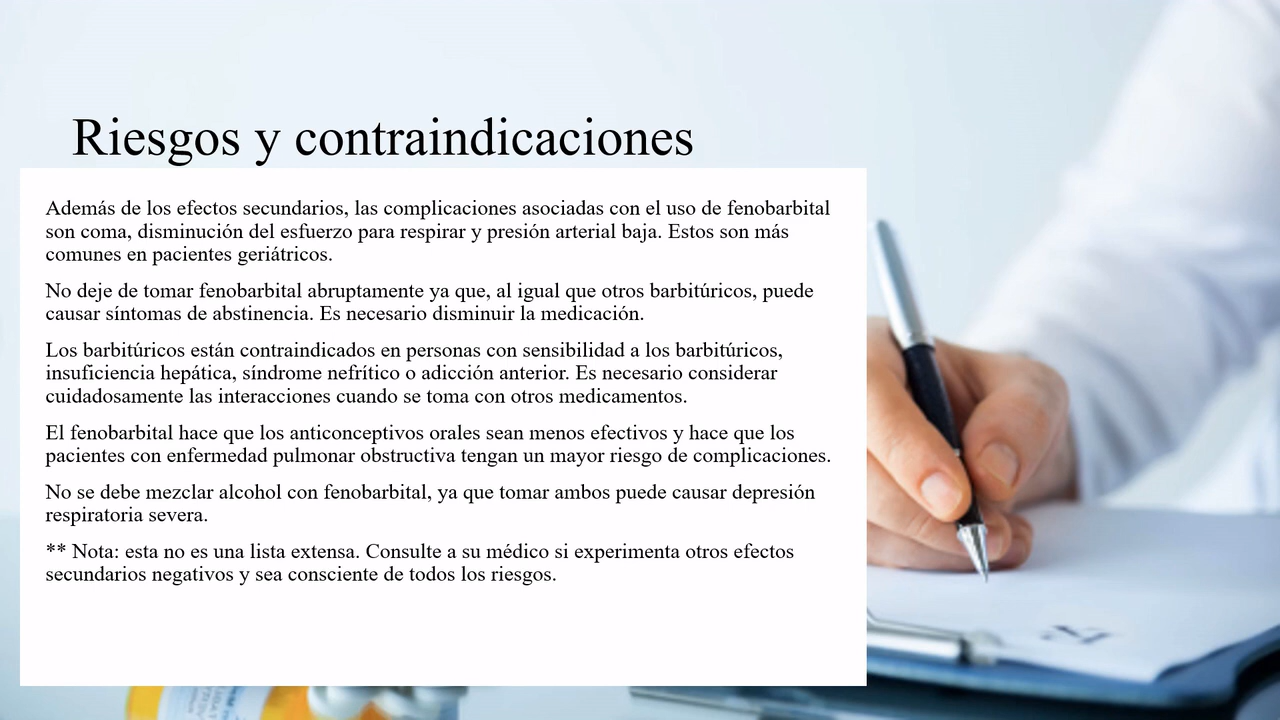 Riesgos y contraindicaciones
Además de los efectos secundarios, las complicaciones asociadas con el uso de fenobarbital
son coma, disminución del esfuerzo para respirar y presión arterial baja. Estos son más
comunes en pacientes geriátricos.
No deje de tomar fenobarbital abruptamente ya que, al igual que otros barbitúricos, puede
causar síntomas de abstinencia. Es necesario disminuir la medicación.
Los barbitúricos están contraindicados en personas con sensibilidad a los barbitúricos,
insuficiencia hepática, síndrome nefrítico o adicción anterior. Es necesario considerar
cuidadosamente las interacciones cuando se toma con otros medicamentos.
El fenobarbital hace que los anticonceptivos orales sean menos efectivos y hace que los
pacientes con enfermedad pulmonar obstructiva tengan un mayor riesgo de complicaciones.
No se debe mezclar alcohol con fenobarbital, ya que tomar ambos puede causar depresión
respiratoria severa.
** Nota: esta no es una lista extensa. Consulte a su médico si experimenta otros efectos
secundarios negativos y sea consciente de todos los riesgos.